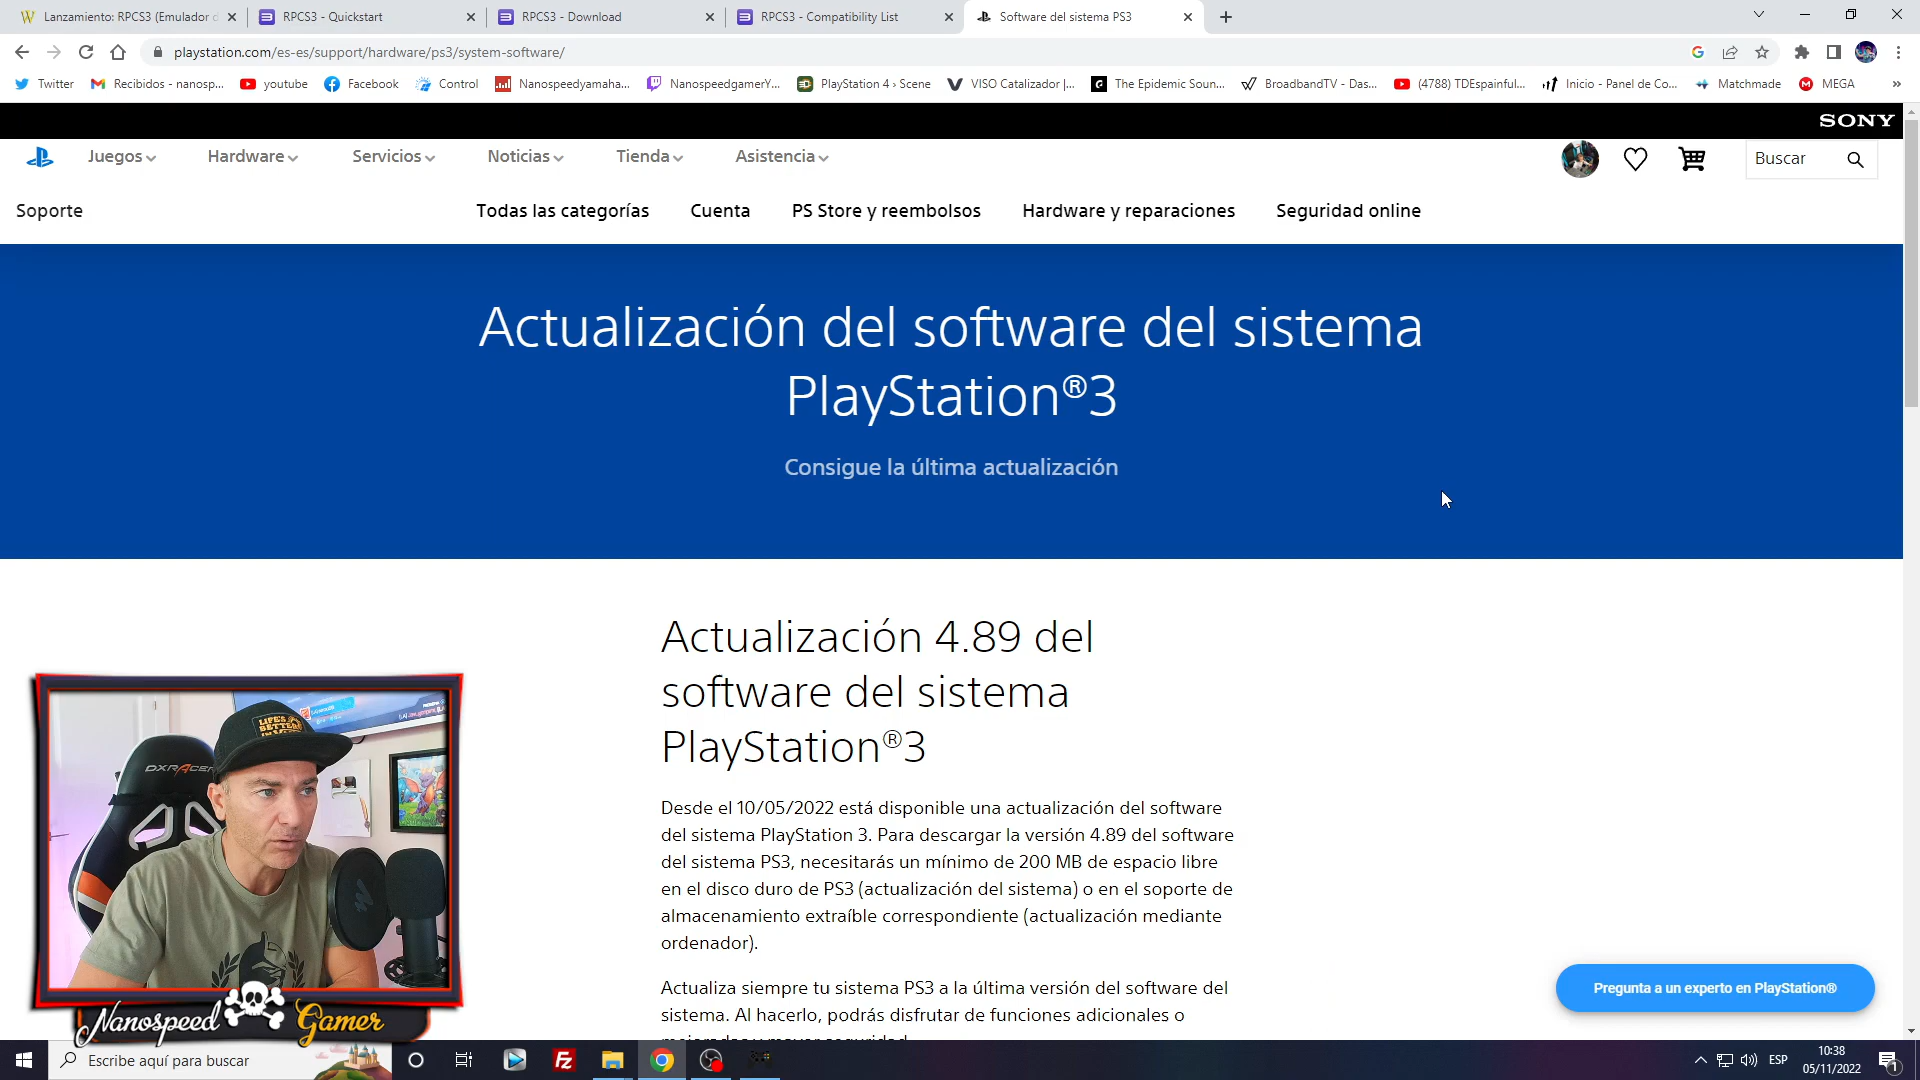 Lanzamiento: RPCS3 (Emulador d
RPCS3 - Quickstart
RPCS3 - Download
RPCS3 - Compatibility List
Software del sistema PS3
playstation.com/es-es/support/hardware/ps3/system-software/
Twitter
Recibidos - nanosp...
youtube
Facebook
Control
Nanospeedyamaha...
NanospeedgamerY...
PlayStation 4 › Scene
VISO Catalizador |...
The Epidemic Soun...
BroadbandTV - Das...
(4788) TDEspainful...
Inicio - Panel de Co...
Matchmade
MEGA
»
SONY
Juegos
Hardware
Servicios
Noticias
Tienda
Asistencia
Buscar
Soporte
Todas las categorías
Cuenta
PS Store y reembolsos
Hardware y reparaciones
Seguridad online
Actualización del software del sistema
PlayStation®3
Consigue la última actualización
Actualización 4.89 del
software del sistema
PlayStation®3
Desde el 10/05/2022 está disponible una actualización del software
del sistema PlayStation 3. Para descargar la versión 4.89 del software
del sistema PS3, necesitarás un mínimo de 200 MB de espacio libre
en el disco duro de PS3 (actualización del sistema) o en el soporte de
almacenamiento extraíble correspondiente (actualización mediante
ordenador).
Actualiza siempre tu sistema PS3 a la última versión del software del
sistema. Al hacerlo, podrás disfrutar de funciones adicionales o
Pregunta a un experto en PlayStation®
LIFE'S
BETTER
DXRACER
Nanospeed Gamer
Escribe aquí para buscar
ESP
10:38
05/11/2022
1